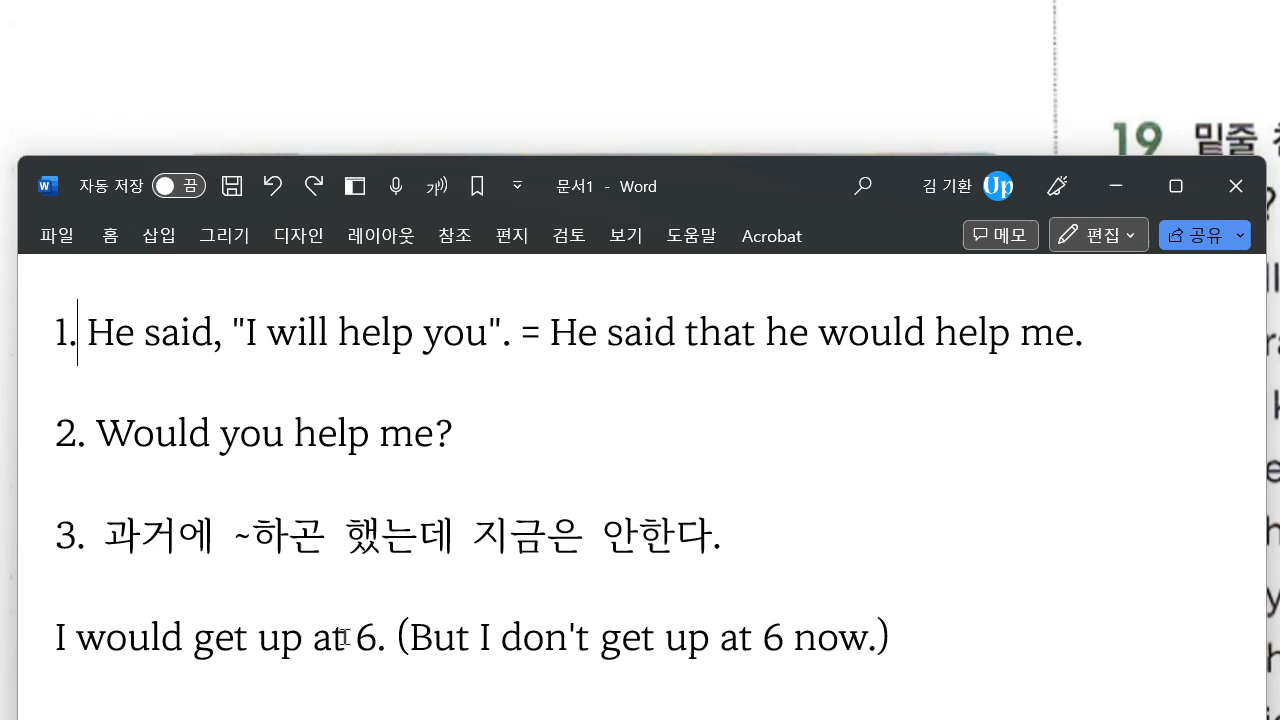 19 밑줄
자동 저장 끔 문서1 - Word 김 기환 Up
파일 홈 삽입 그리기 디자인 레이아웃 참조 편지 검토 보기 도움말 Acrobat 메모 편집 공유
1. He said, "I will help you". = He said that he would help me.
2. Would you help me?
3. 과거에 ~하곤 했는데 지금은 안한다.
I would get up at 6. (But I don't get up at 6 now.)